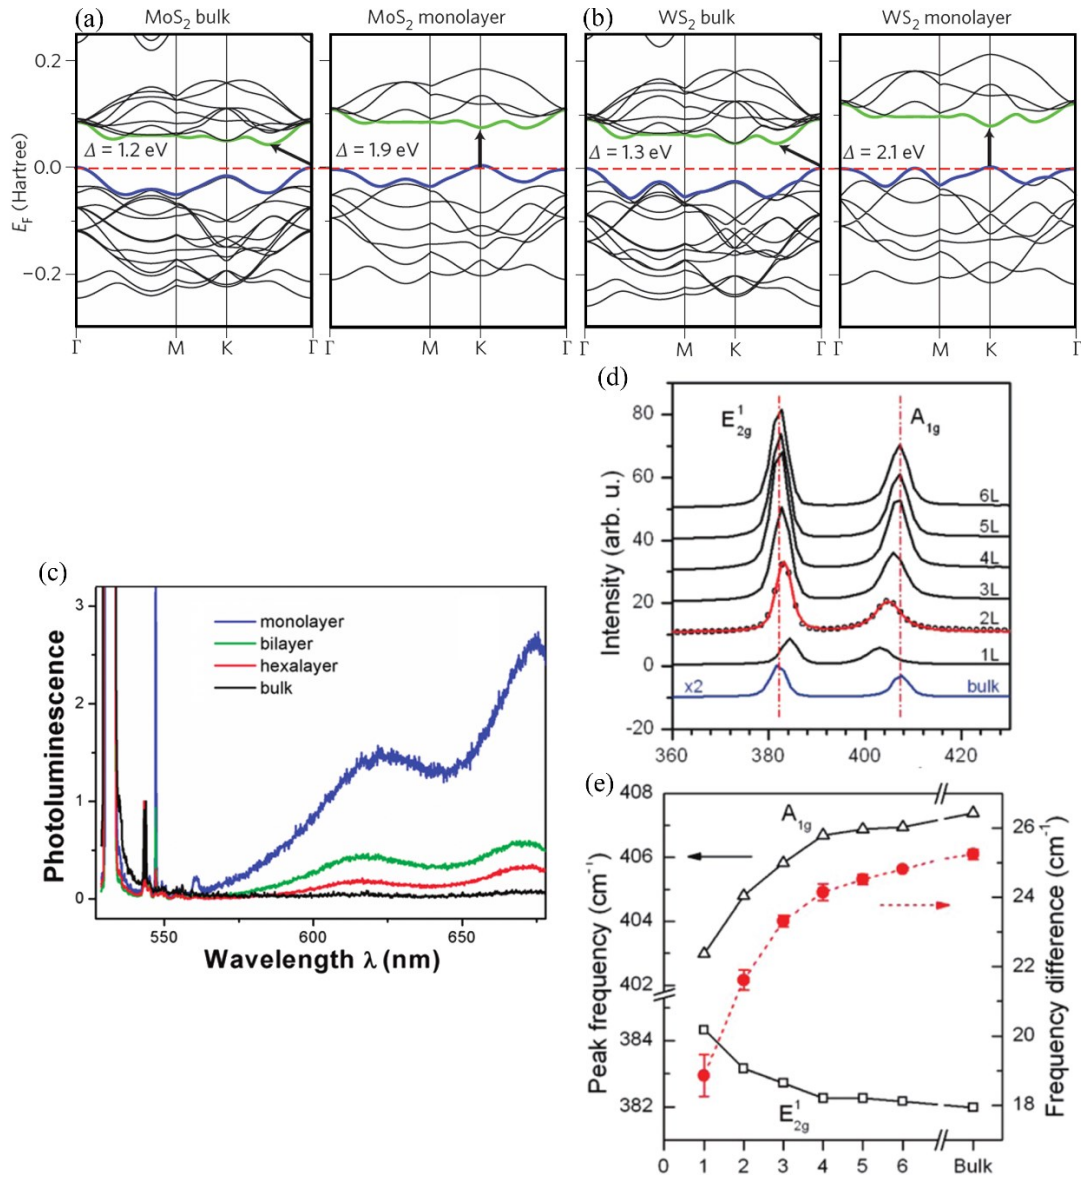 (a)
MoS₂ bulk
MoS₂ monolayer
(b)
WS₂ bulk
WS₂ monolayer
E_F (Hartree)
0.2
0.0
−0.2
Δ = 1.2 eV
Δ = 1.9 eV
Δ = 1.3 eV
Δ = 2.1 eV
Γ M K Γ
Γ M K Γ
Γ M K Γ
Γ M K Γ
(c)
Photoluminescence
3
2
1
0
monolayer
bilayer
hexalayer
bulk
550 600 650
Wavelength λ (nm)
(d)
Intensity (arb. u.)
80
60
40
20
0
-20
E¹₂g
A₁g
6L
5L
4L
3L
2L
1L
x2
bulk
360 380 400 420
(e)
Peak frequency (cm⁻¹)
408
406
404
402
384
382
A₁g
E¹₂g
26
24
22
20
18
Frequency difference (cm⁻¹)
0 1 2 3 4 5 6 Bulk